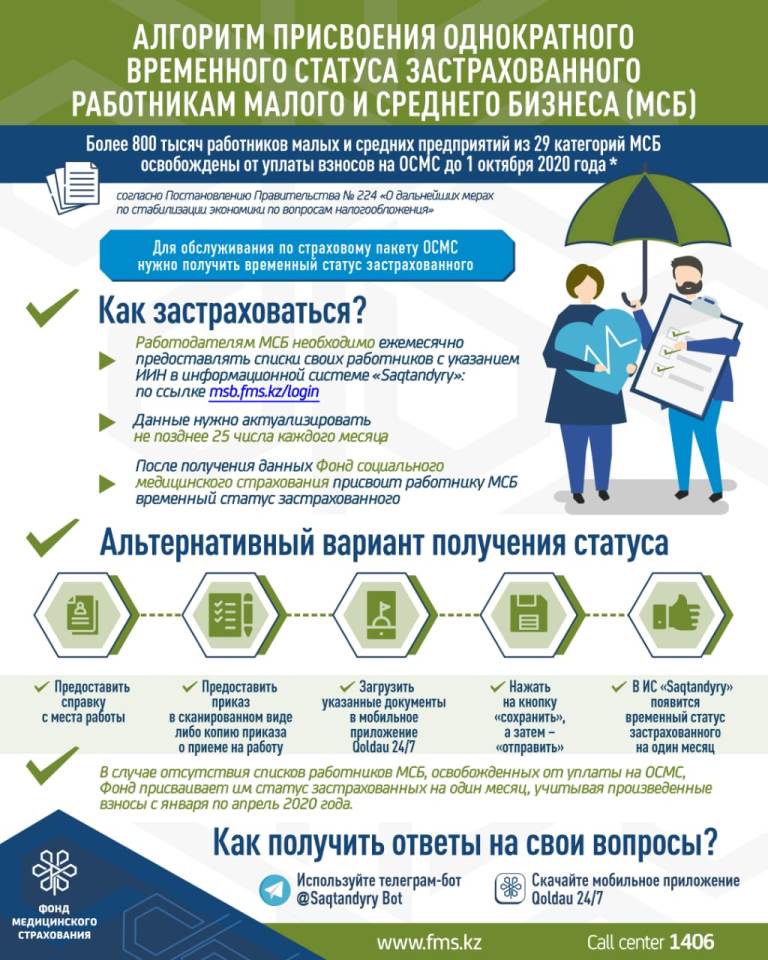 АЛГОРИТМ ПРИСВОЕНИЯ ОДНОКРАТНОГО
ВРЕМЕННОГО СТАТУСА ЗАСТРАХОВАННОГО
РАБОТНИКАМ МАЛОГО И СРЕДНЕГО БИЗНЕСА (МСБ)
Более 800 тысяч работников малых и средних предприятий из 29 категорий МСБ
освобождены от уплаты взносов на ОСМС до 1 октября 2020 года *
согласно Постановлению Правительства № 224 «О дальнейших мерах
по стабилизации экономики по вопросам налогообложения»
Для обслуживания по страховому пакету ОСМС
нужно получить временный статус застрахованного
Как застраховаться?
Работодателям МСБ необходимо ежемесячно
предоставлять списки своих работников с указанием
ИИН в информационной системе «Saqtandyry»:
по ссылке msb.fms.kz/login
Данные нужно актуализировать
не позднее 25 числа каждого месяца
После получения данных Фонд социального
медицинского страхования присвоит работнику МСБ
временный статус застрахованного
Альтернативный вариант получения статуса
Предоставить
справку
с места работы
Предоставить
приказ
в сканированном виде
либо копию приказа
о приеме на работу
Загрузить
указанные документы
в мобильное
приложение
Qoldau 24/7
Нажать
на кнопку
«сохранить»,
а затем –
«отправить»
В ИС «Saqtandyry»
появится
временный статус
застрахованного
на один месяц
В случае отсутствия списков работников МСБ, освобожденных от уплаты на ОСМС,
Фонд присваивает им статус застрахованных на один месяц, учитывая произведенные
взносы с января по апрель 2020 года.
Как получить ответы на свои вопросы?
Используйте телеграм-бот
@Saqtandyry Bot
Скачайте мобильное приложение
Qoldau 24/7
ФОНД
МЕДИЦИНСКОГО
СТРАХОВАНИЯ
www.fms.kz
Call center 1406